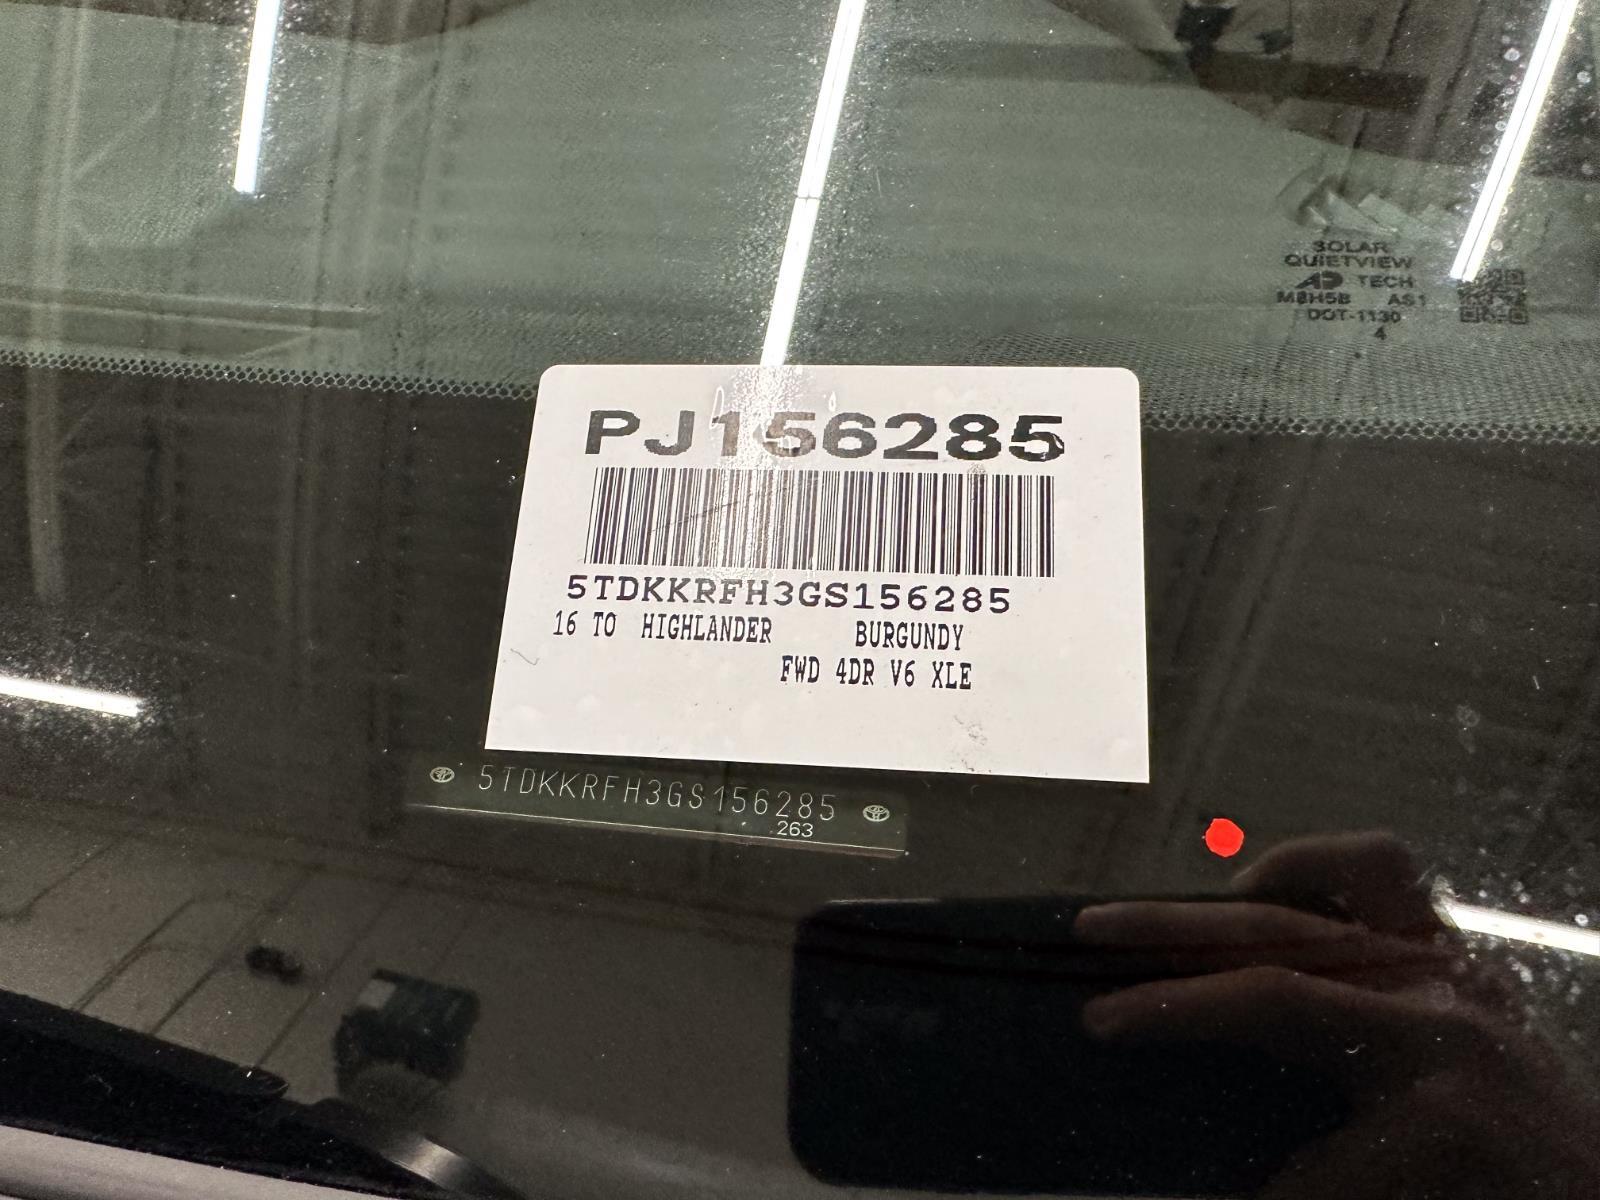 SOLAR
QUIETVIEW
AP TECH
M8H5B AS1
DOT-1130
4
PJ156285
5TDKKRFH3GS156285
16 TO HIGHLANDER BURGUNDY
FWD 4DR V6 XLE
5TDKKRFH3GS156285
263